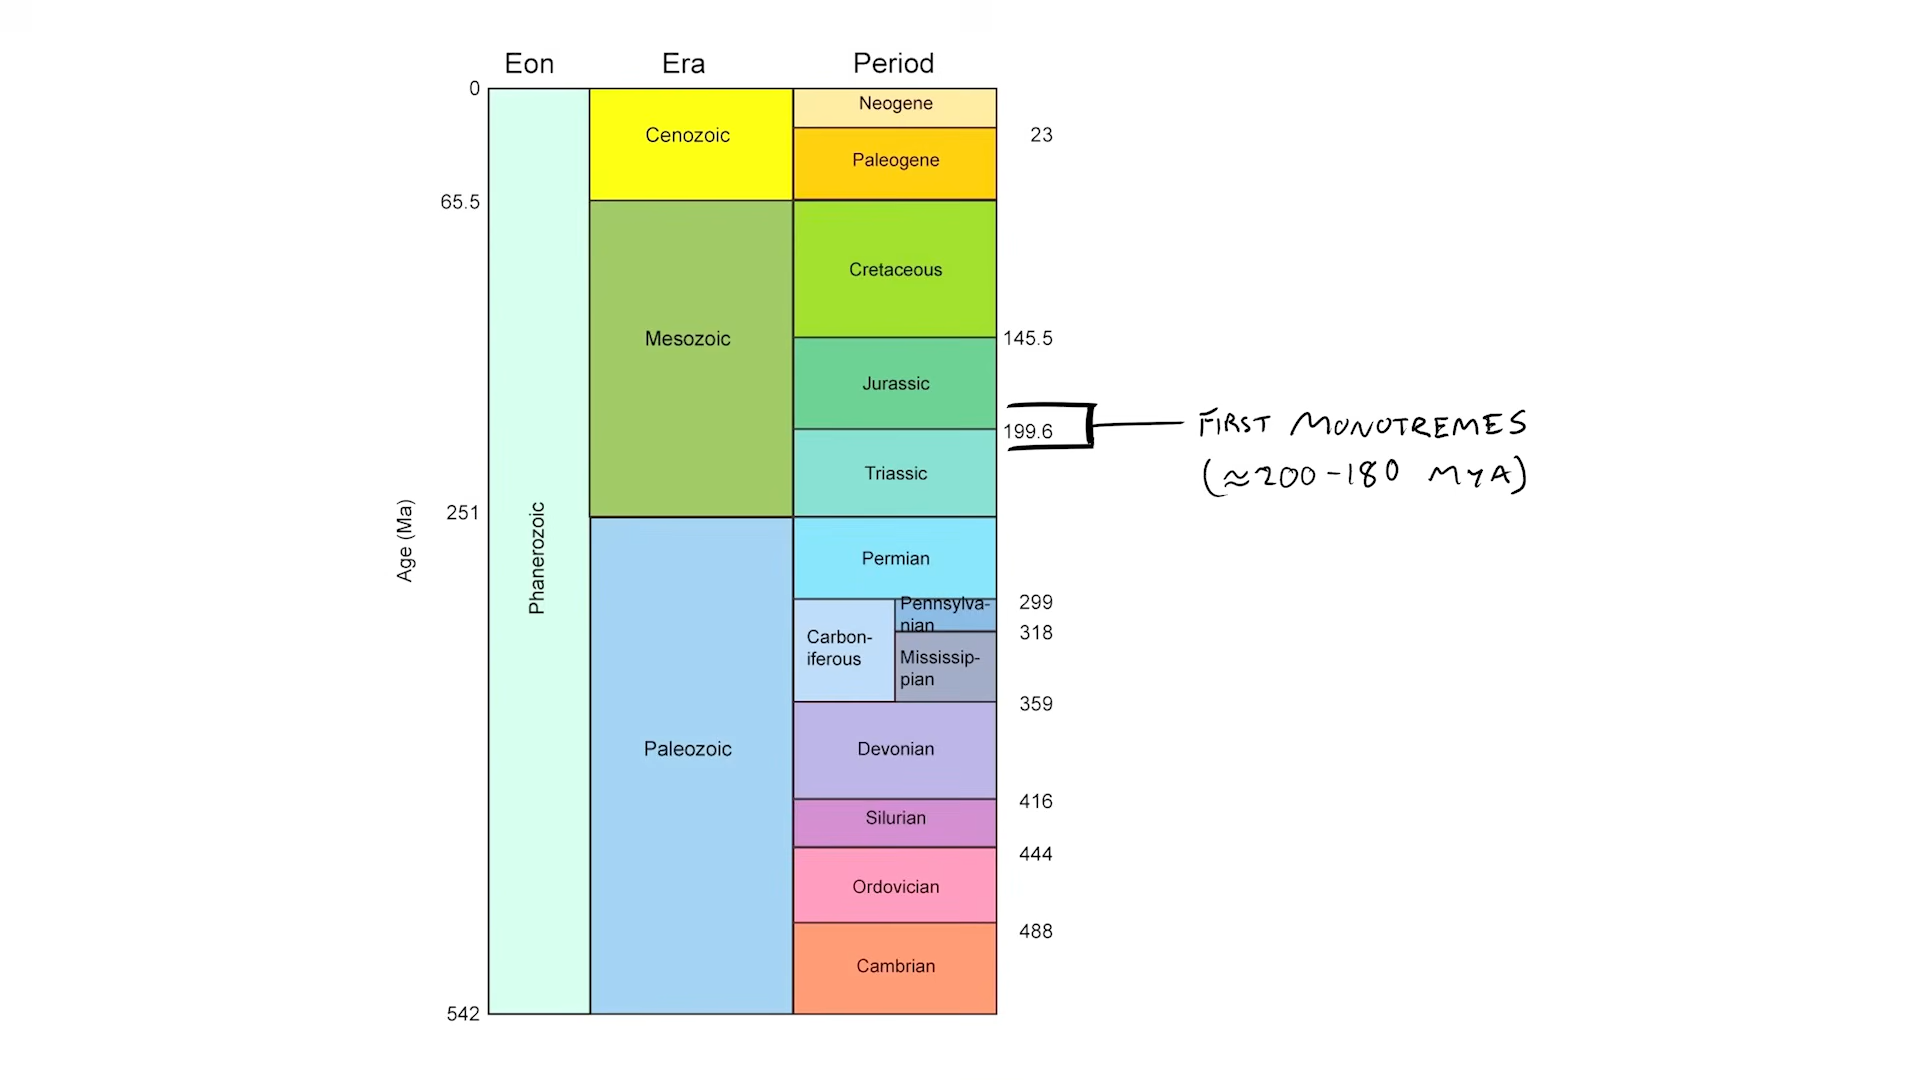 Eon Era Period
0
Neogene
Cenozoic
23
Paleogene
65.5
Cretaceous
Mesozoic
145.5
Jurassic
199.6
FIRST MONOTREMES
(≈200-180 MYA)
Triassic
251
Age (Ma)
Phanerozoic
Permian
299
Pennsylva-
nian
318
Carbon-
iferous
Mississip-
pian
359
Paleozoic
Devonian
416
Silurian
444
Ordovician
488
Cambrian
542